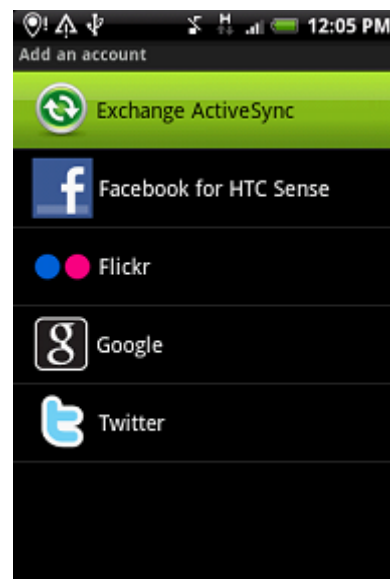 H
12:05 PM
Add an account
Exchange ActiveSync
f
Facebook for HTC Sense
Flickr
g
Google
t
Twitter